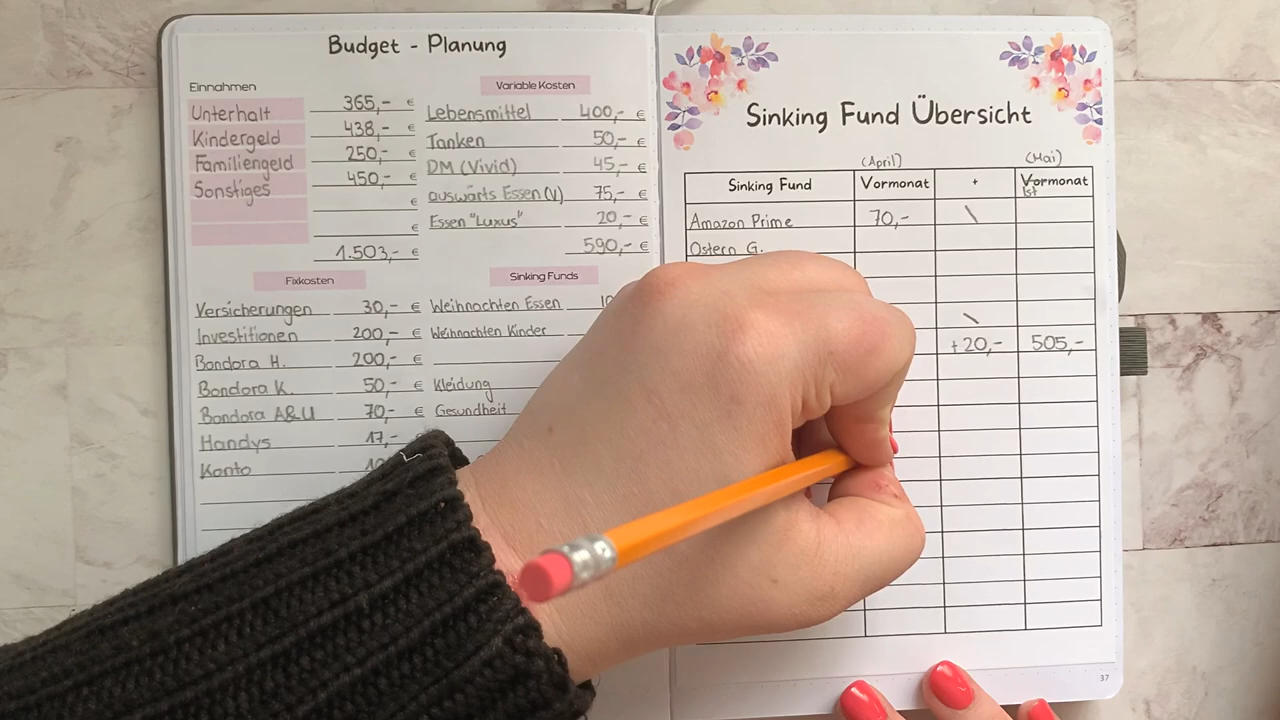 Budget - Planung
Einnahmen
Unterhalt 365,- €
Kindergeld 438,- €
Familiengeld 250,- €
Sonstiges 450,- €
€
€
1.503,- €
Variable Kosten
Lebensmittel 400,- €
Tanken 50,- €
DM (Vivid) 45,- €
auswärts Essen (V) 75,- €
Essen "Luxus" 20,- €
590,- €
Fixkosten
Versicherungen 30,- €
Investitionen 200,- €
Bondora H. 200,- €
Bondora K. 50,- €
Bondora A&U 70,- €
Handys 17,-
Konto
Sinking Funds
Weihnachten Essen
Weihnachten Kinder
Kleidung
Gesundheit
Sinking Fund Übersicht
(April) (Mai)
Sinking Fund Vormonat + Vormonat
Ist
Amazon Prime 70,- \
Ostern G.
\
+20,- 505,-
37